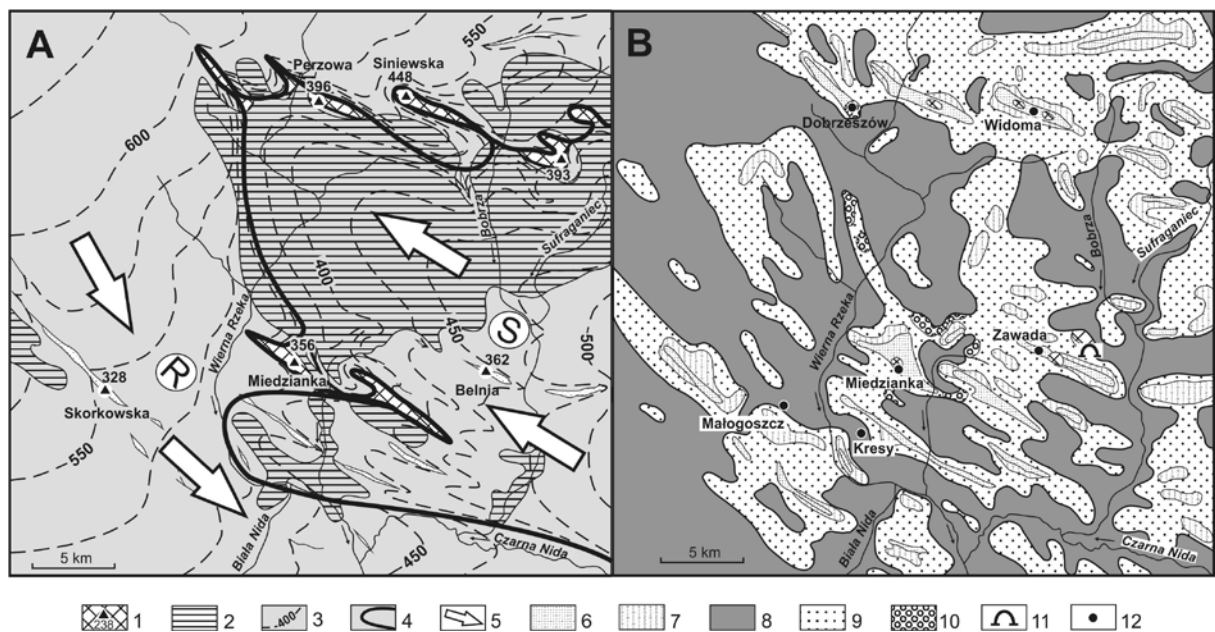 A
550
Perzowa
396
Siniewska
448
393
600
Bobrza
Sufraganiec
400
450
S
500
Wierna Rzeka
R
356
Miedzianka
362
Belnia
328
Skorkowska
550
Biała Nida
450
Czarna Nida
5 km
B
Dobrzeszów
Widoma
Bobrza
Sufraganiec
Wierna Rzeka
Zawada
Miedzianka
Małogoszcz
Kresy
Biała Nida
Czarna Nida
5 km
238 1
2
-400 3
4
5
6
7
8
9
10
11
12